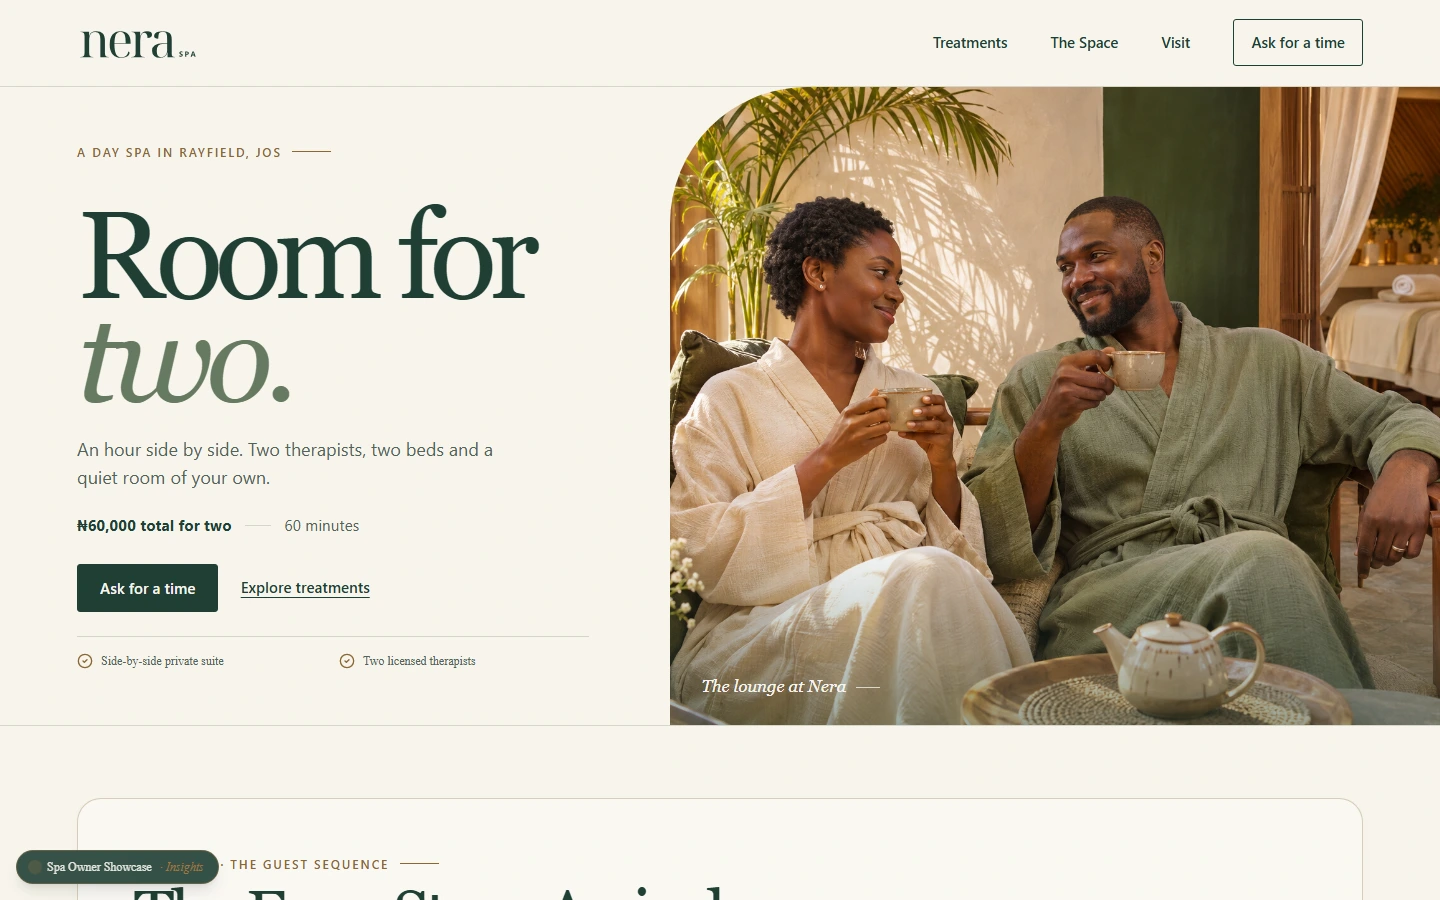 nera SPA
Treatments
The Space
Visit
Ask for a time
A DAY SPA IN RAYFIELD, JOS
Room for
two.
An hour side by side. Two therapists, two beds and a
quiet room of your own.
₦60,000 total for two
60 minutes
Ask for a time
Explore treatments
Side-by-side private suite
Two licensed therapists
The lounge at Nera
Spa Owner Showcase · Insights
· THE GUEST SEQUENCE